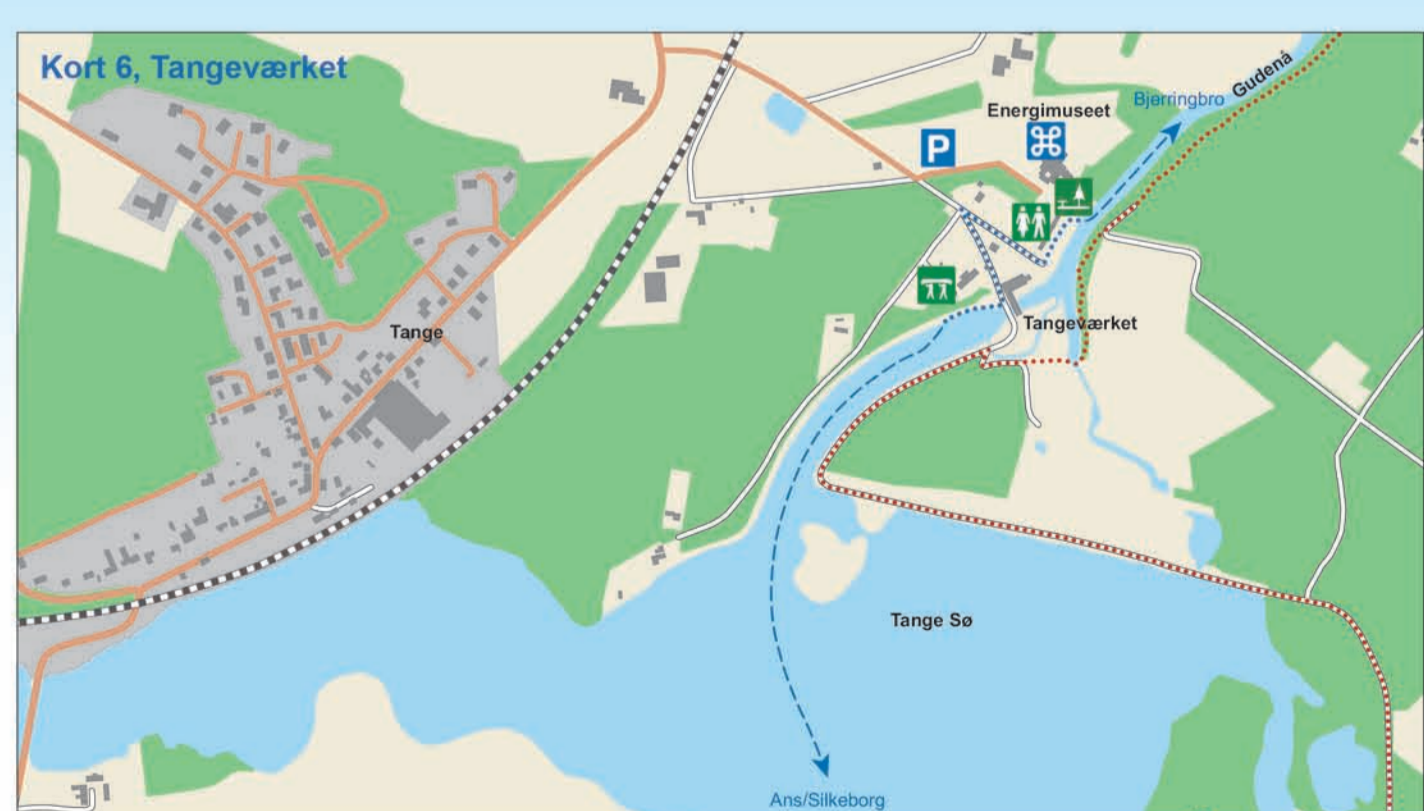 Kort 6, Tangeværket
Gudenå
Bjerringbro
Energimuseet
P
Tangeværket
Tange
Tange Sø
Ans/Silkeborg